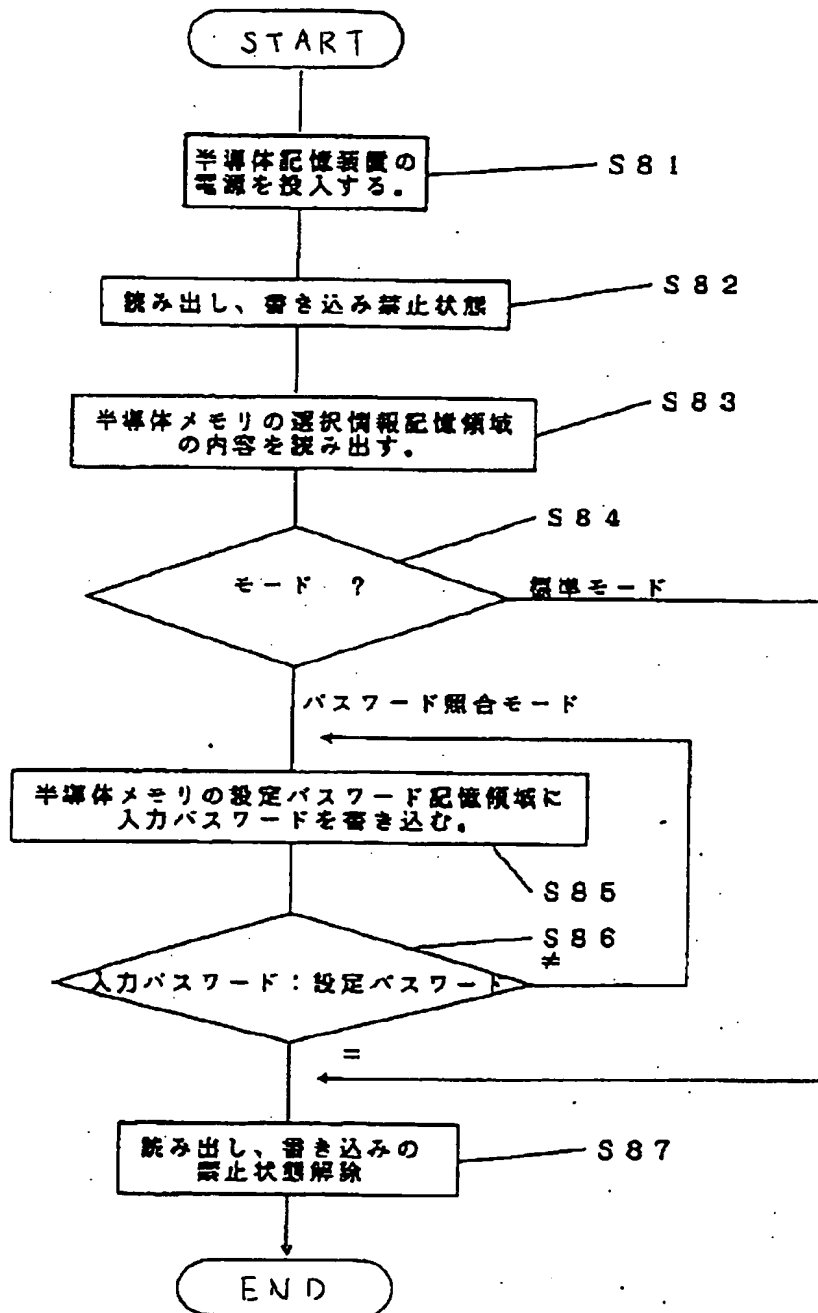 START
半導体記憶装置の
電源を投入する。
S81
読み出し、書き込み禁止状態
S82
半導体メモリの選択情報記憶領域
の内容を読み出す。
S83
S84
モード ?
標準モード
パスワード照合モード
半導体メモリの設定パスワード記憶領域に
入力パスワードを書き込む。
S85
S86
≠
入力パスワード:設定パスワード
=
読み出し、書き込みの
禁止状態解除
S87
END